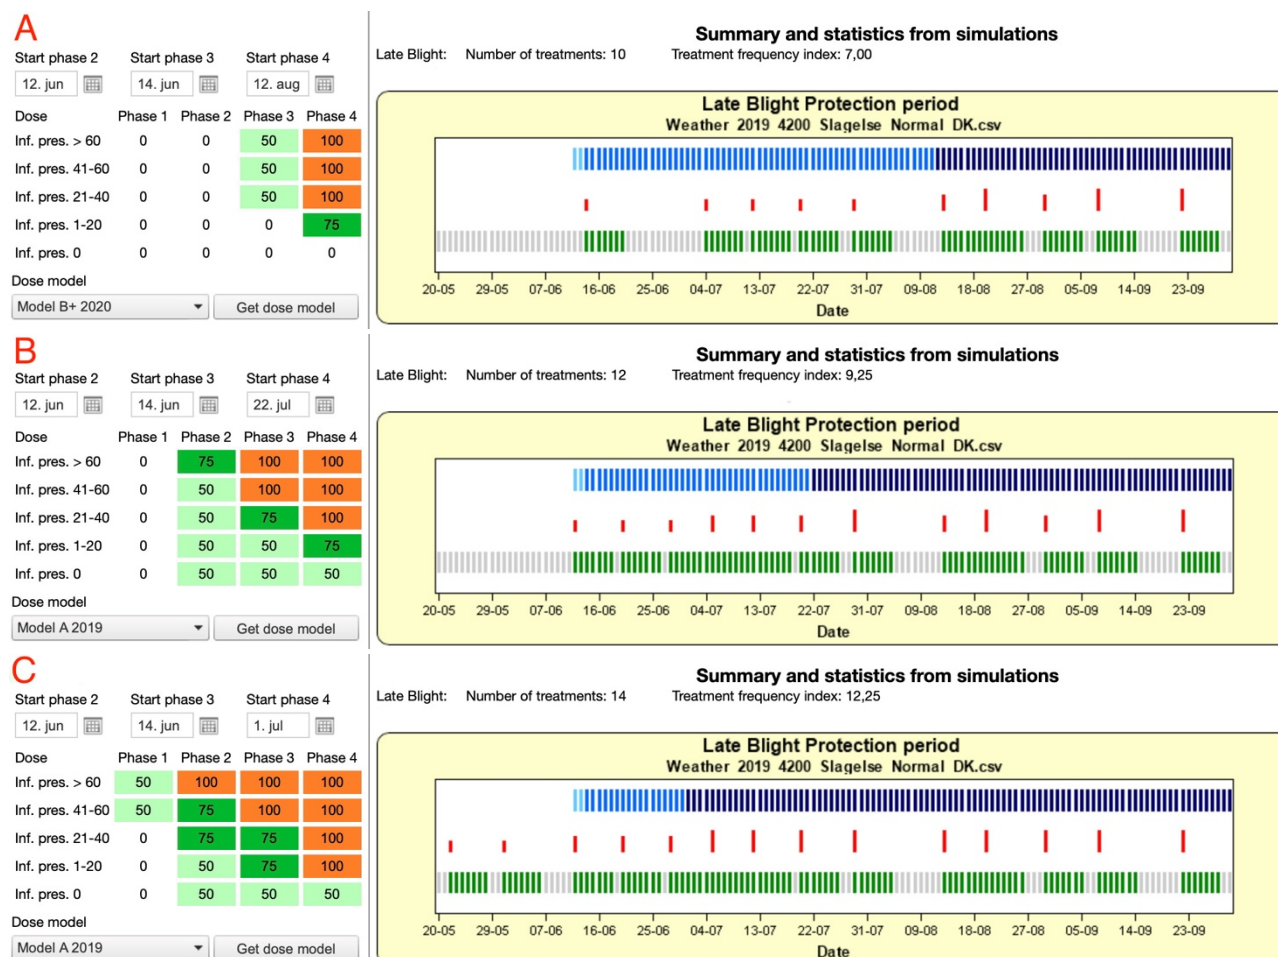 A
Start phase 2 Start phase 3 Start phase 4
12. jun 14. jun 12. aug
Dose Phase 1 Phase 2 Phase 3 Phase 4
Inf. pres. > 60 0 0 50 100
Inf. pres. 41-60 0 0 50 100
Inf. pres. 21-40 0 0 50 100
Inf. pres. 1-20 0 0 0 75
Inf. pres. 0 0 0 0 0
Dose model
Model B+ 2020 Get dose model
Summary and statistics from simulations
Late Blight: Number of treatments: 10 Treatment frequency index: 7,00
Late Blight Protection period
Weather 2019 4200 Slagelse Normal DK.csv
20-05 29-05 07-06 16-06 25-06 04-07 13-07 22-07 31-07 09-08 18-08 27-08 05-09 14-09 23-09
Date
B
Start phase 2 Start phase 3 Start phase 4
12. jun 14. jun 22. jul
Dose Phase 1 Phase 2 Phase 3 Phase 4
Inf. pres. > 60 0 75 100 100
Inf. pres. 41-60 0 50 100 100
Inf. pres. 21-40 0 50 75 100
Inf. pres. 1-20 0 50 50 75
Inf. pres. 0 0 50 50 50
Dose model
Model A 2019 Get dose model
Summary and statistics from simulations
Late Blight: Number of treatments: 12 Treatment frequency index: 9,25
Late Blight Protection period
Weather 2019 4200 Slagelse Normal DK.csv
20-05 29-05 07-06 16-06 25-06 04-07 13-07 22-07 31-07 09-08 18-08 27-08 05-09 14-09 23-09
Date
C
Start phase 2 Start phase 3 Start phase 4
12. jun 14. jun 1. jul
Dose Phase 1 Phase 2 Phase 3 Phase 4
Inf. pres. > 60 50 100 100 100
Inf. pres. 41-60 50 75 100 100
Inf. pres. 21-40 0 75 75 100
Inf. pres. 1-20 0 50 75 100
Inf. pres. 0 0 50 50 50
Dose model
Model A 2019 Get dose model
Summary and statistics from simulations
Late Blight: Number of treatments: 14 Treatment frequency index: 12,25
Late Blight Protection period
Weather 2019 4200 Slagelse Normal DK.csv
20-05 29-05 07-06 16-06 25-06 04-07 13-07 22-07 31-07 09-08 18-08 27-08 05-09 14-09 23-09
Date